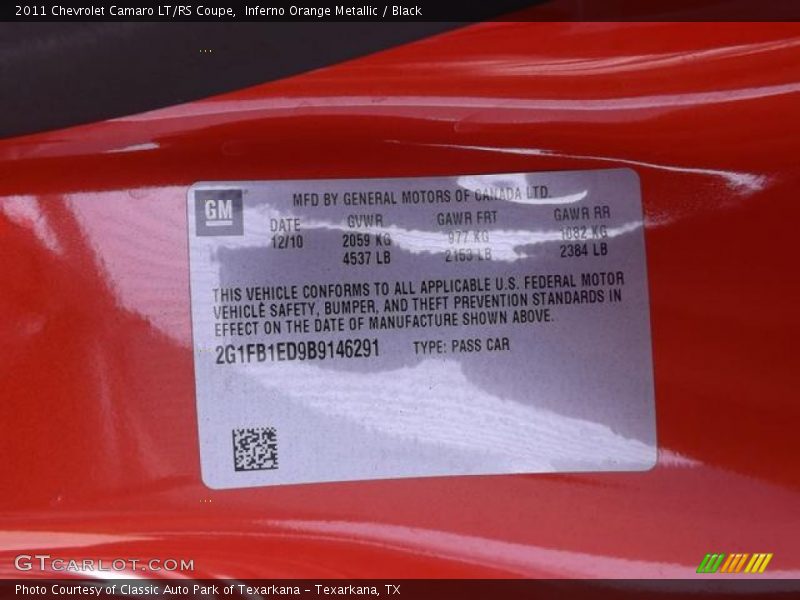 2011 Chevrolet Camaro LT/RS Coupe, Inferno Orange Metallic / Black
GM
MFD BY GENERAL MOTORS OF CANADA LTD.
DATE GVWR GAWR FRT GAWR RR
12/10 2059 KG 977 KG 1082 KG
4537 LB 2153 LB 2384 LB
THIS VEHICLE CONFORMS TO ALL APPLICABLE U.S. FEDERAL MOTOR
VEHICLE SAFETY, BUMPER, AND THEFT PREVENTION STANDARDS IN
EFFECT ON THE DATE OF MANUFACTURE SHOWN ABOVE.
2G1FB1ED9B9146291 TYPE: PASS CAR
GTCARLOT.COM
Photo Courtesy of Classic Auto Park of Texarkana - Texarkana, TX